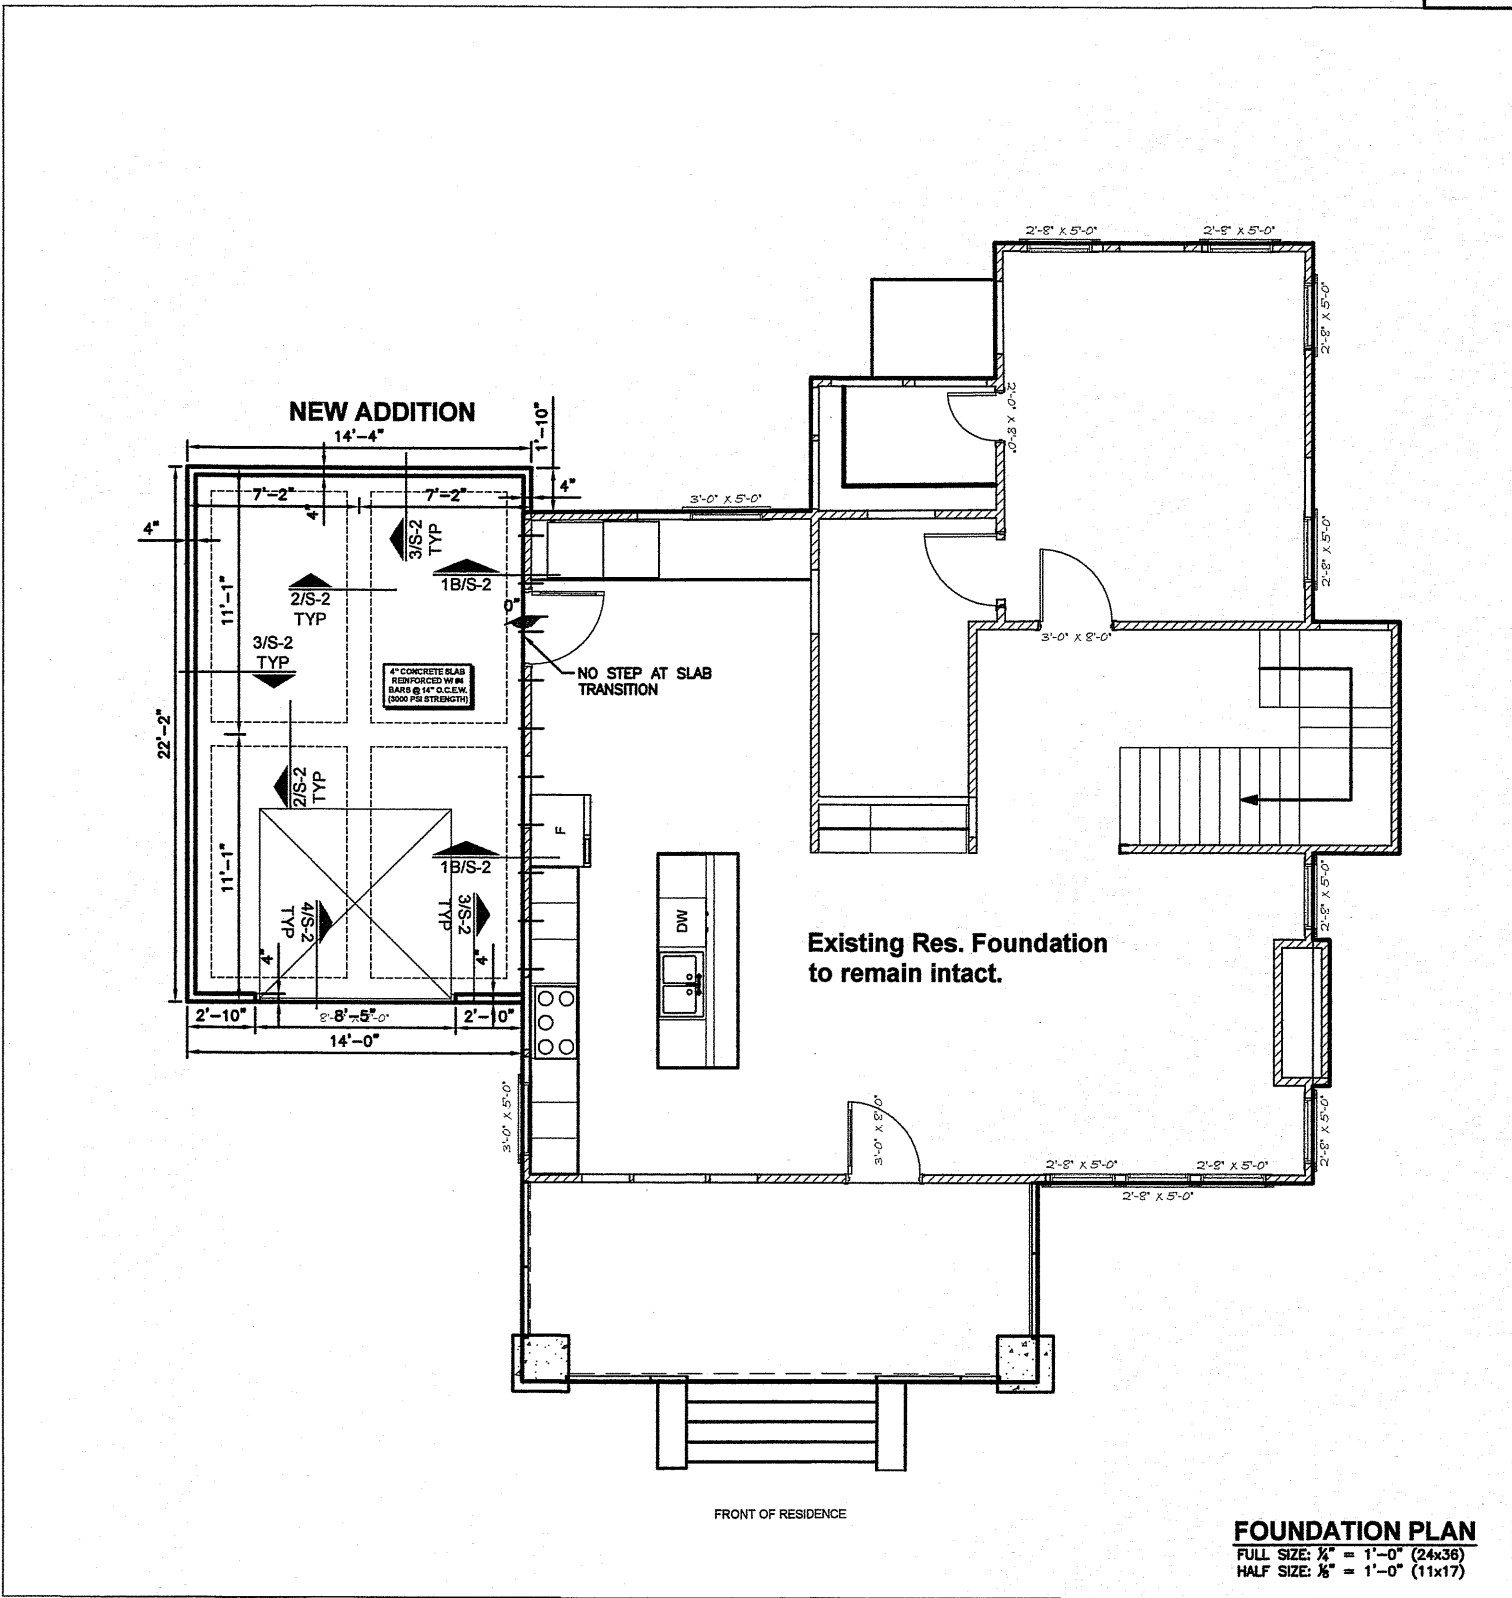 2'-8" X 5'-0"
2'-8" X 5'-0"
2'-8" X 5'-0"
2'-0" X 8'-0"
NEW ADDITION
14'-4"
1'-10"
7'-2"
7'-2"
4"
4"
3'-0" X 5'-0"
4"
3/S-2
TYP
2'-8" X 5'-0"
1B/S-2
2/S-2
TYP
11'-1"
0"
3/S-2
TYP
3'-0" X 8'-0"
4" CONCRETE SLAB
REINFORCED W/ #4
BARS @ 14" O.C.E.W.
(3000 PSI STRENGTH)
NO STEP AT SLAB
TRANSITION
22'-2"
2/S-2
TYP
F
11'-1"
1B/S-2
2'-8" X 5'-0"
4/S-2
TYP
3/S-2
TYP
DW
Existing Res. Foundation
to remain intact.
4"
4"
2'-10"
8'-5"
2'-10"
14'-0"
3'-0" X 5'-0"
3'-0" X 8'-0"
2'-8" X 5'-0"
2'-8" X 5'-0"
2'-8" X 5'-0"
2'-8" X 5'-0"
FRONT OF RESIDENCE
FOUNDATION PLAN
FULL SIZE: ¼" = 1'-0" (24x36)
HALF SIZE: ⅛" = 1'-0" (11x17)